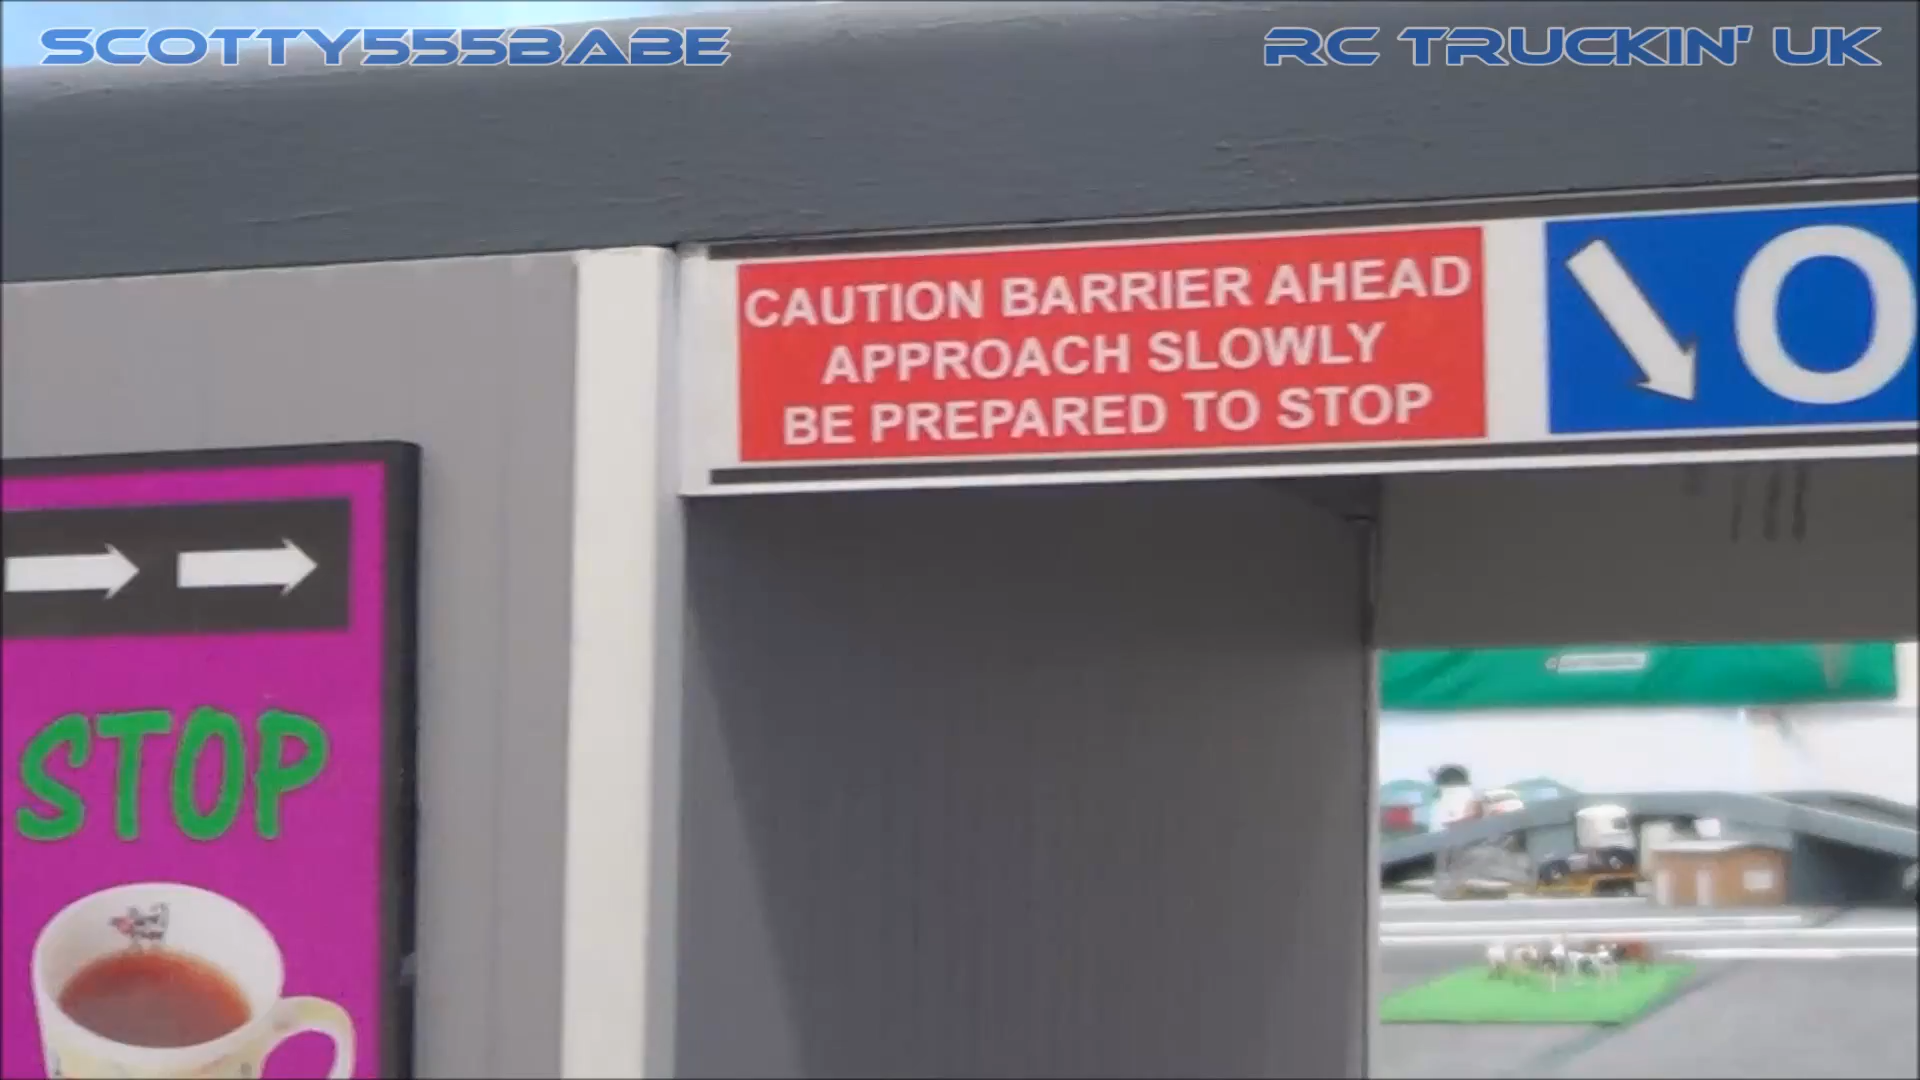 SCOTTY555BABE
RC TRUCKIN' UK
CAUTION BARRIER AHEAD
APPROACH SLOWLY
BE PREPARED TO STOP
O
STOP